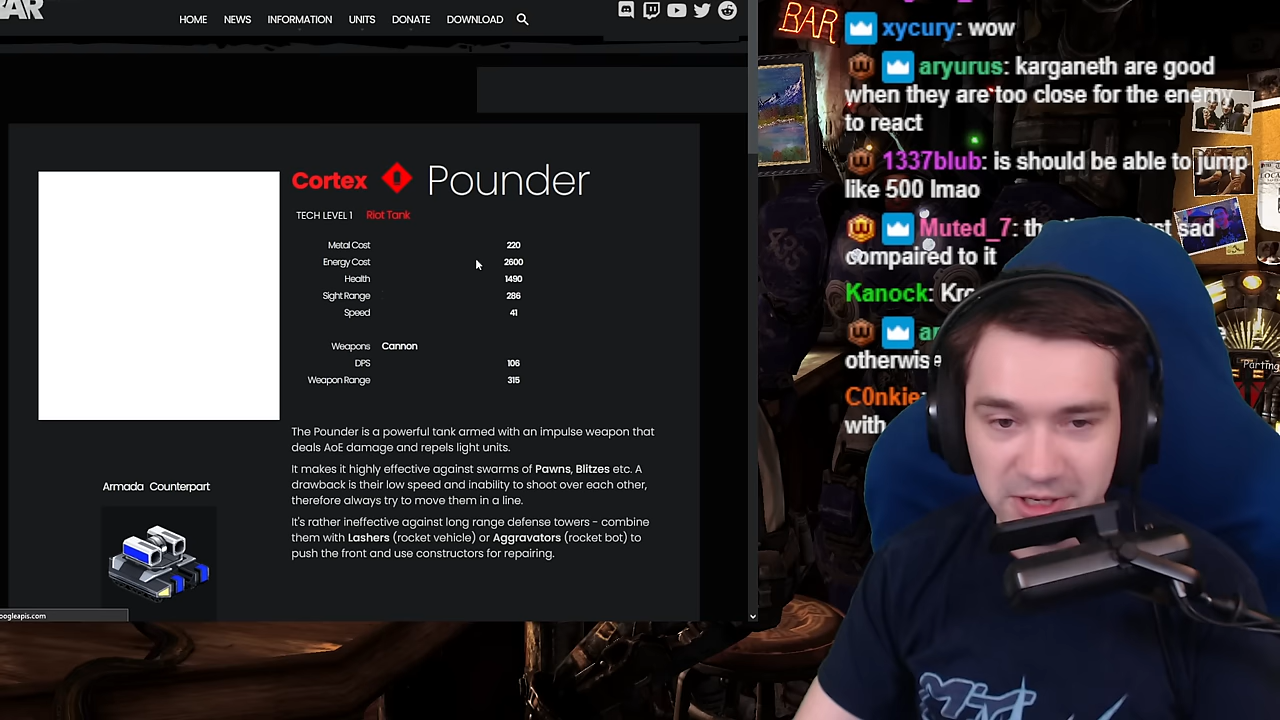 BAR
HOME NEWS INFORMATION UNITS DONATE DOWNLOAD
Cortex Pounder
TECH LEVEL 1 Riot Tank
Metal Cost 220
Energy Cost 2600
Health 1490
Sight Range 286
Speed 41
Weapons Cannon
DPS 106
Weapon Range 315
The Pounder is a powerful tank armed with an impulse weapon that
deals AoE damage and repels light units.
It makes it highly effective against swarms of Pawns, Blitzes etc. A
drawback is their low speed and inability to shoot over each other,
therefore always try to move them in a line.
It's rather ineffective against long range defense towers - combine
them with Lashers (rocket vehicle) or Aggravators (rocket bot) to
push the front and use constructors for repairing.
Armada Counterpart
oogleapis.com
BAR
xycury: wow
aryurus: karganeth are good
when they are too close for the enemy
to react
1337blub: is should be able to jump
like 500 lmao
Muted_7: sad
compaired to it
Kanock:
otherwise
C0nkie
with